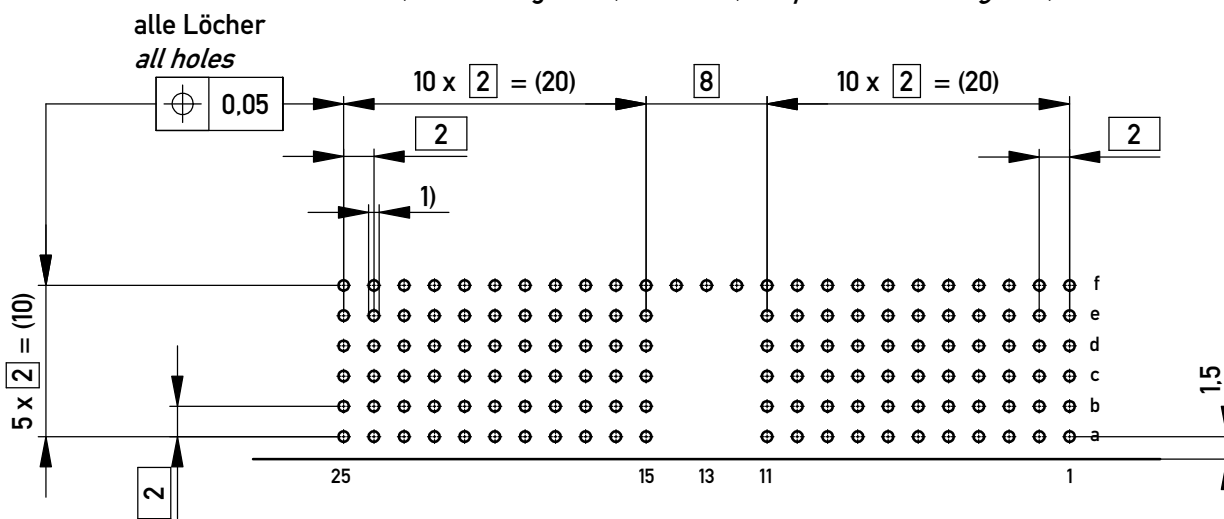 alle Löcher
all holes
0,05
10 x 2 = (20)
8
10 x 2 = (20)
2
2
1)
5 x 2 = (10)
2
f
e
d
c
b
a
1,5
25
15
13
11
1